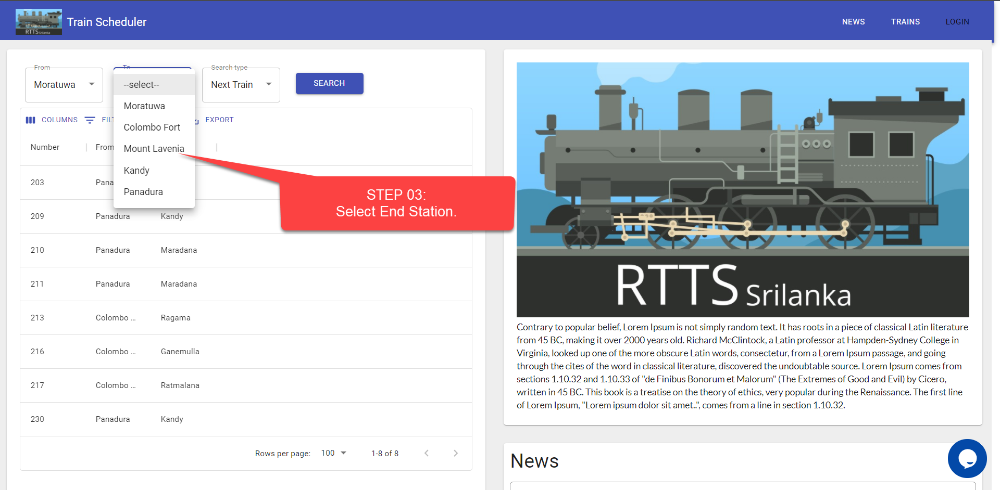 RTTS Srilanka
Train Scheduler
NEWS
TRAINS
LOGIN
From
Moratuwa
To
Search type
Next Train
SEARCH
--select--
Moratuwa
Colombo Fort
Mount Lavenia
Kandy
Panadura
COLUMNS
FILT
EXPORT
Number
From
203
Pana
209 Panadura Kandy
210 Panadura Maradana
211 Panadura Maradana
213 Colombo ... Ragama
216 Colombo ... Ganemulla
217 Colombo ... Ratmalana
230 Panadura Kandy
Rows per page: 100 1-8 of 8
STEP 03:
Select End Station.
RTTS Srilanka
Contrary to popular belief, Lorem Ipsum is not simply random text. It has roots in a piece of classical Latin literature
from 45 BC, making it over 2000 years old. Richard McClintock, a Latin professor at Hampden-Sydney College in
Virginia, looked up one of the more obscure Latin words, consectetur, from a Lorem Ipsum passage, and going
through the cites of the word in classical literature, discovered the undoubtable source. Lorem Ipsum comes from
sections 1.10.32 and 1.10.33 of "de Finibus Bonorum et Malorum" (The Extremes of Good and Evil) by Cicero,
written in 45 BC. This book is a treatise on the theory of ethics, very popular during the Renaissance. The first line
of Lorem Ipsum, "Lorem ipsum dolor sit amet..", comes from a line in section 1.10.32.
News